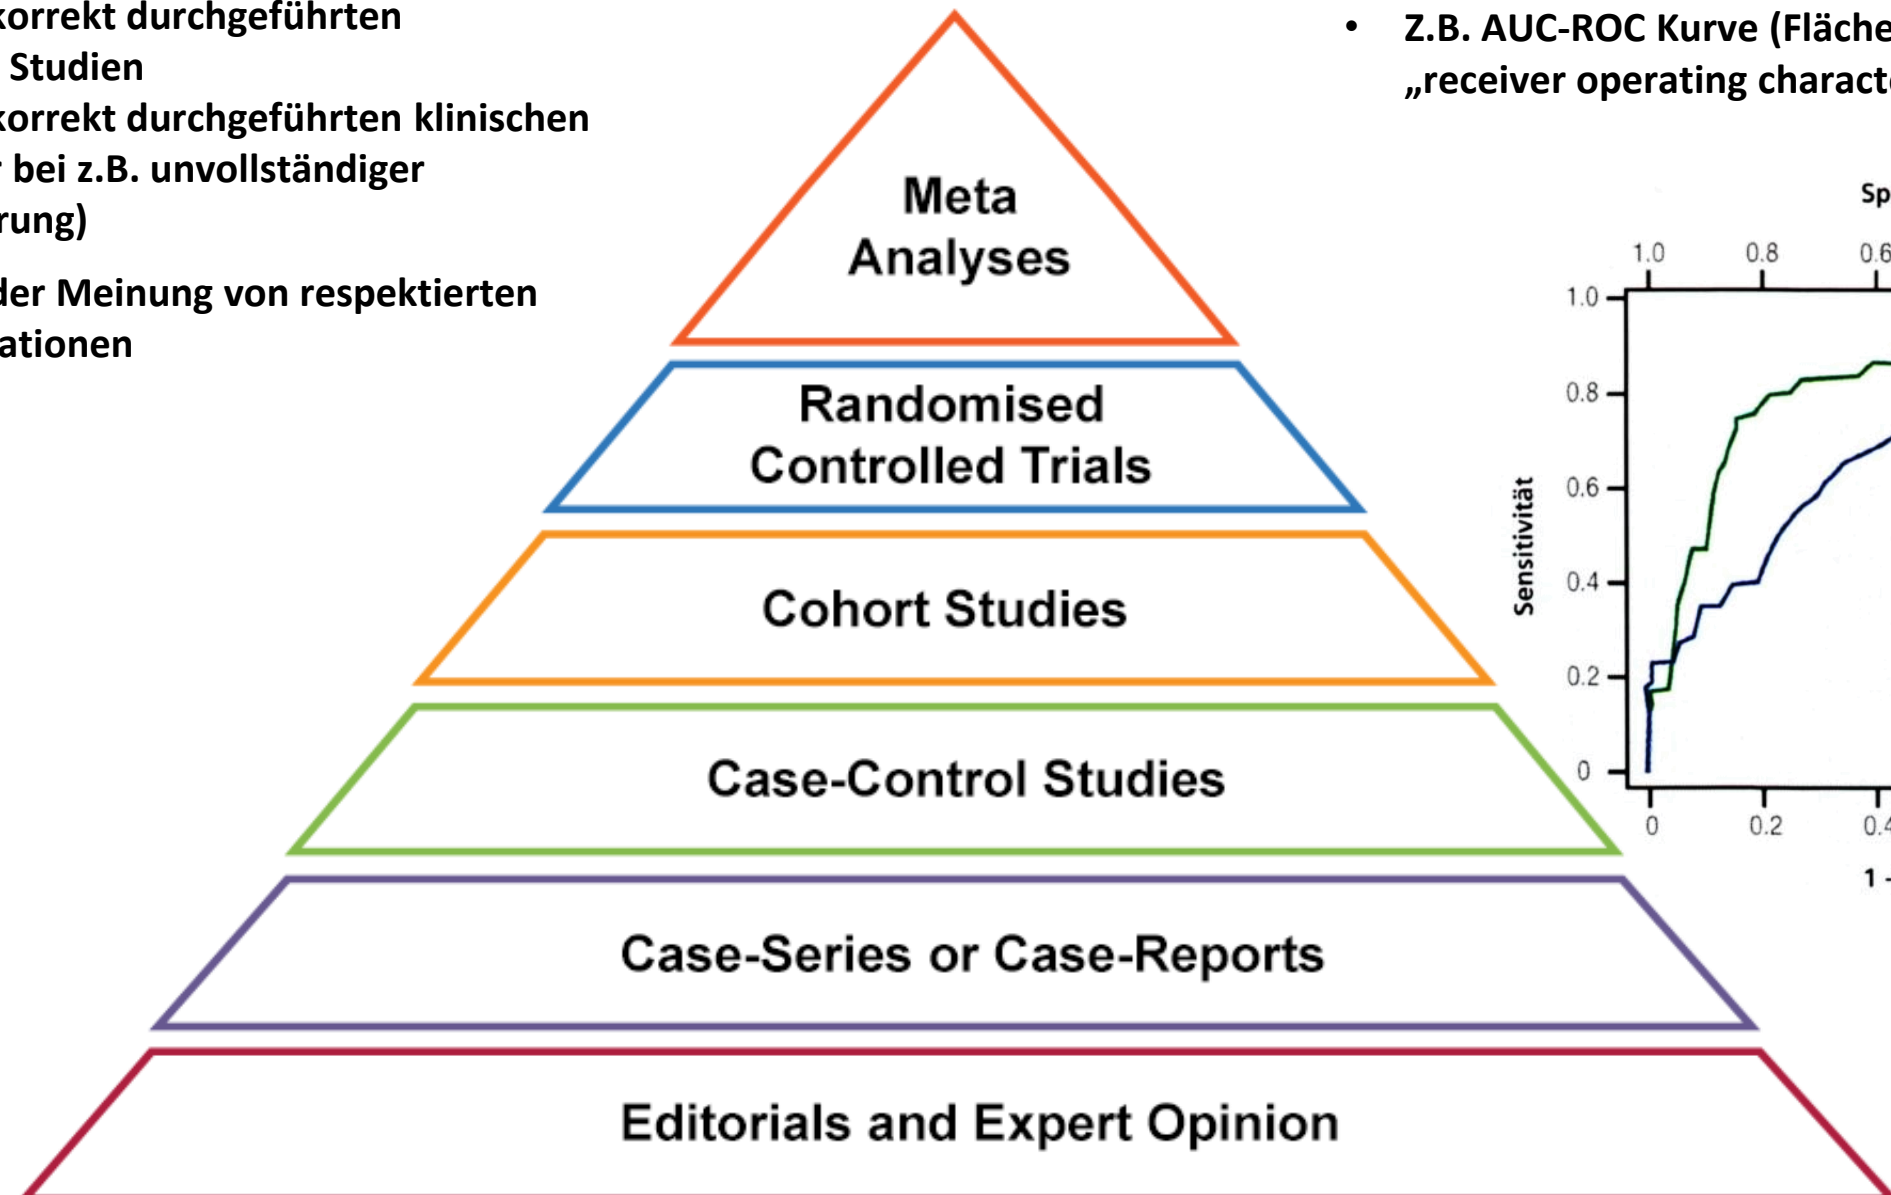 korrekt durchgeführten
Studien
korrekt durchgeführten klinischen
bei z.B. unvollständiger
rung)
der Meinung von respektierten
ationen
Meta
Analyses
Randomised
Controlled Trials
Cohort Studies
Case-Control Studies
Case-Series or Case-Reports
Editorials and Expert Opinion
• Z.B. AUC-ROC Kurve (Fläche
„receiver operating charact
Sp
1.0 0.8 0.6
1.0
0.8
0.6
0.4
0.2
0
Sensitivität
0 0.2 0.4
1 -